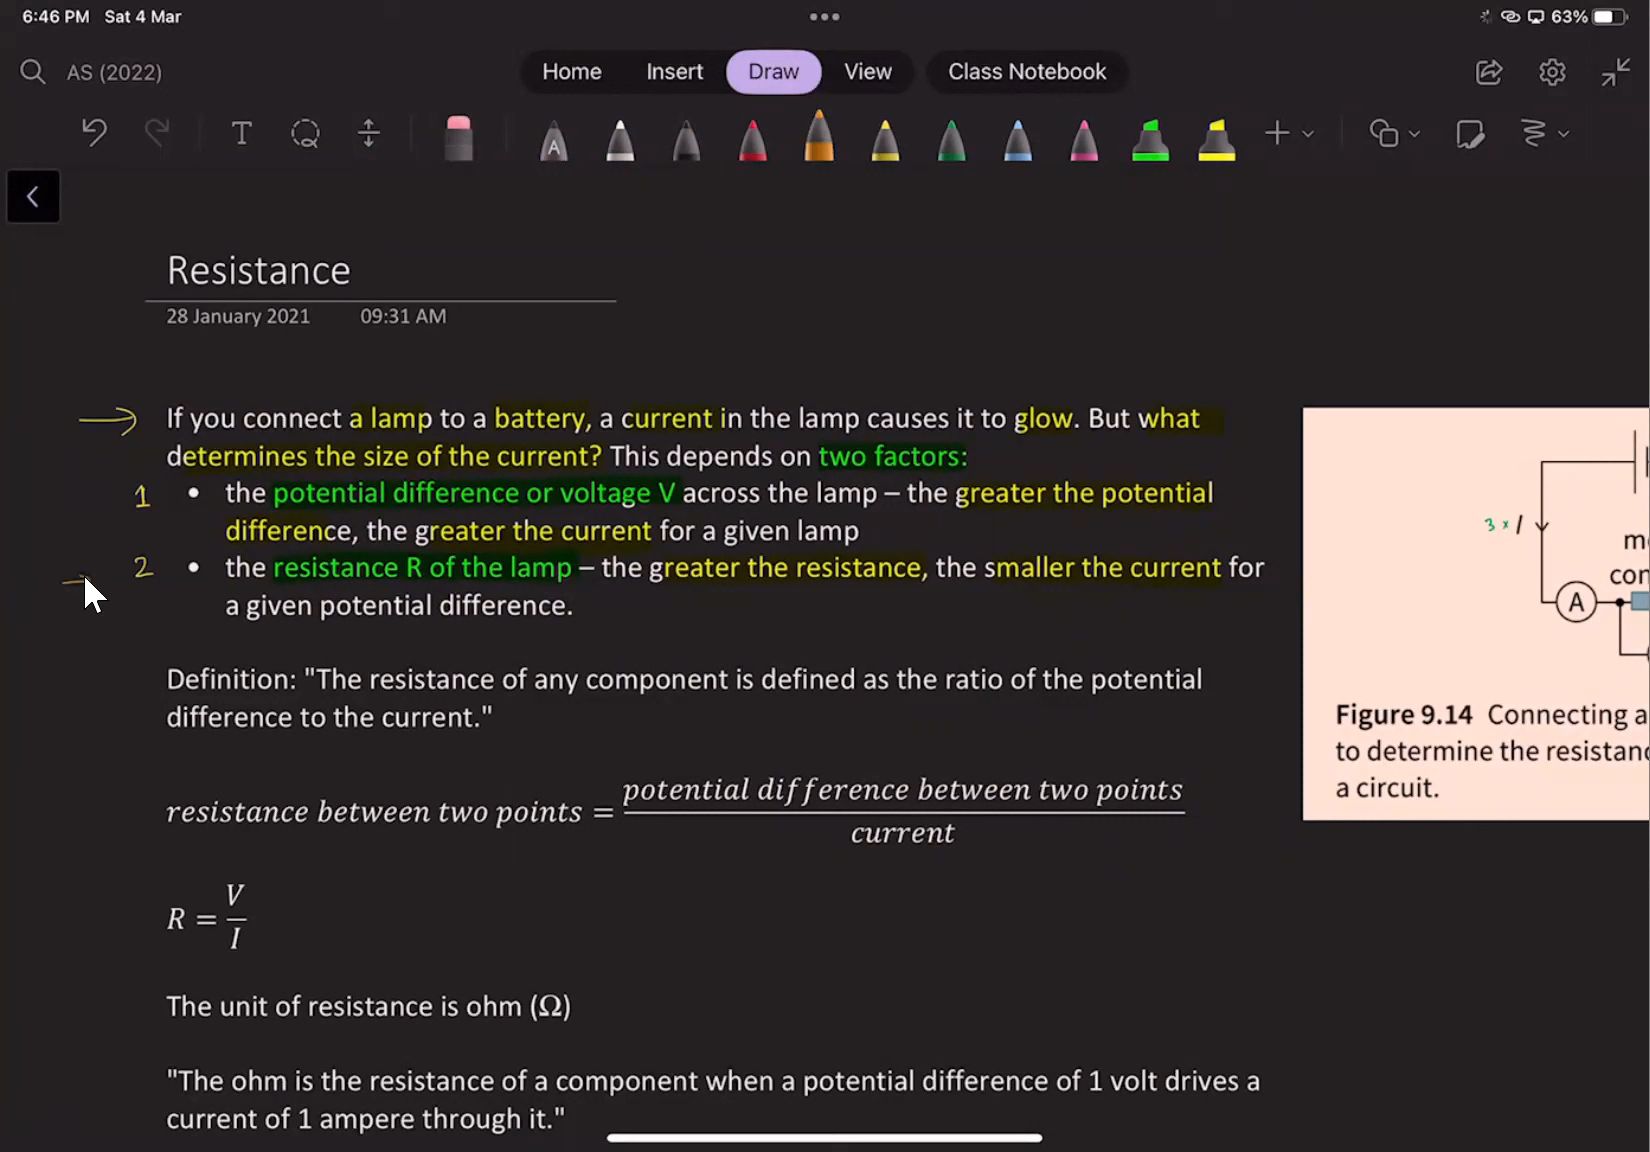 6:46 PM Sat 4 Mar
63%
AS (2022)
Home Insert Draw View Class Notebook
T
A
Resistance
28 January 2021 09:31 AM
If you connect a lamp to a battery, a current in the lamp causes it to glow. But what
determines the size of the current? This depends on two factors:
1 • the potential difference or voltage V across the lamp – the greater the potential
difference, the greater the current for a given lamp
2 • the resistance R of the lamp – the greater the resistance, the smaller the current for
a given potential difference.
Definition: "The resistance of any component is defined as the ratio of the potential
difference to the current."
resistance between two points = potential difference between two points
current
R = V
I
The unit of resistance is ohm (Ω)
"The ohm is the resistance of a component when a potential difference of 1 volt drives a
current of 1 ampere through it."
3 × I
A
Figure 9.14 Connecting a
to determine the
a circuit.